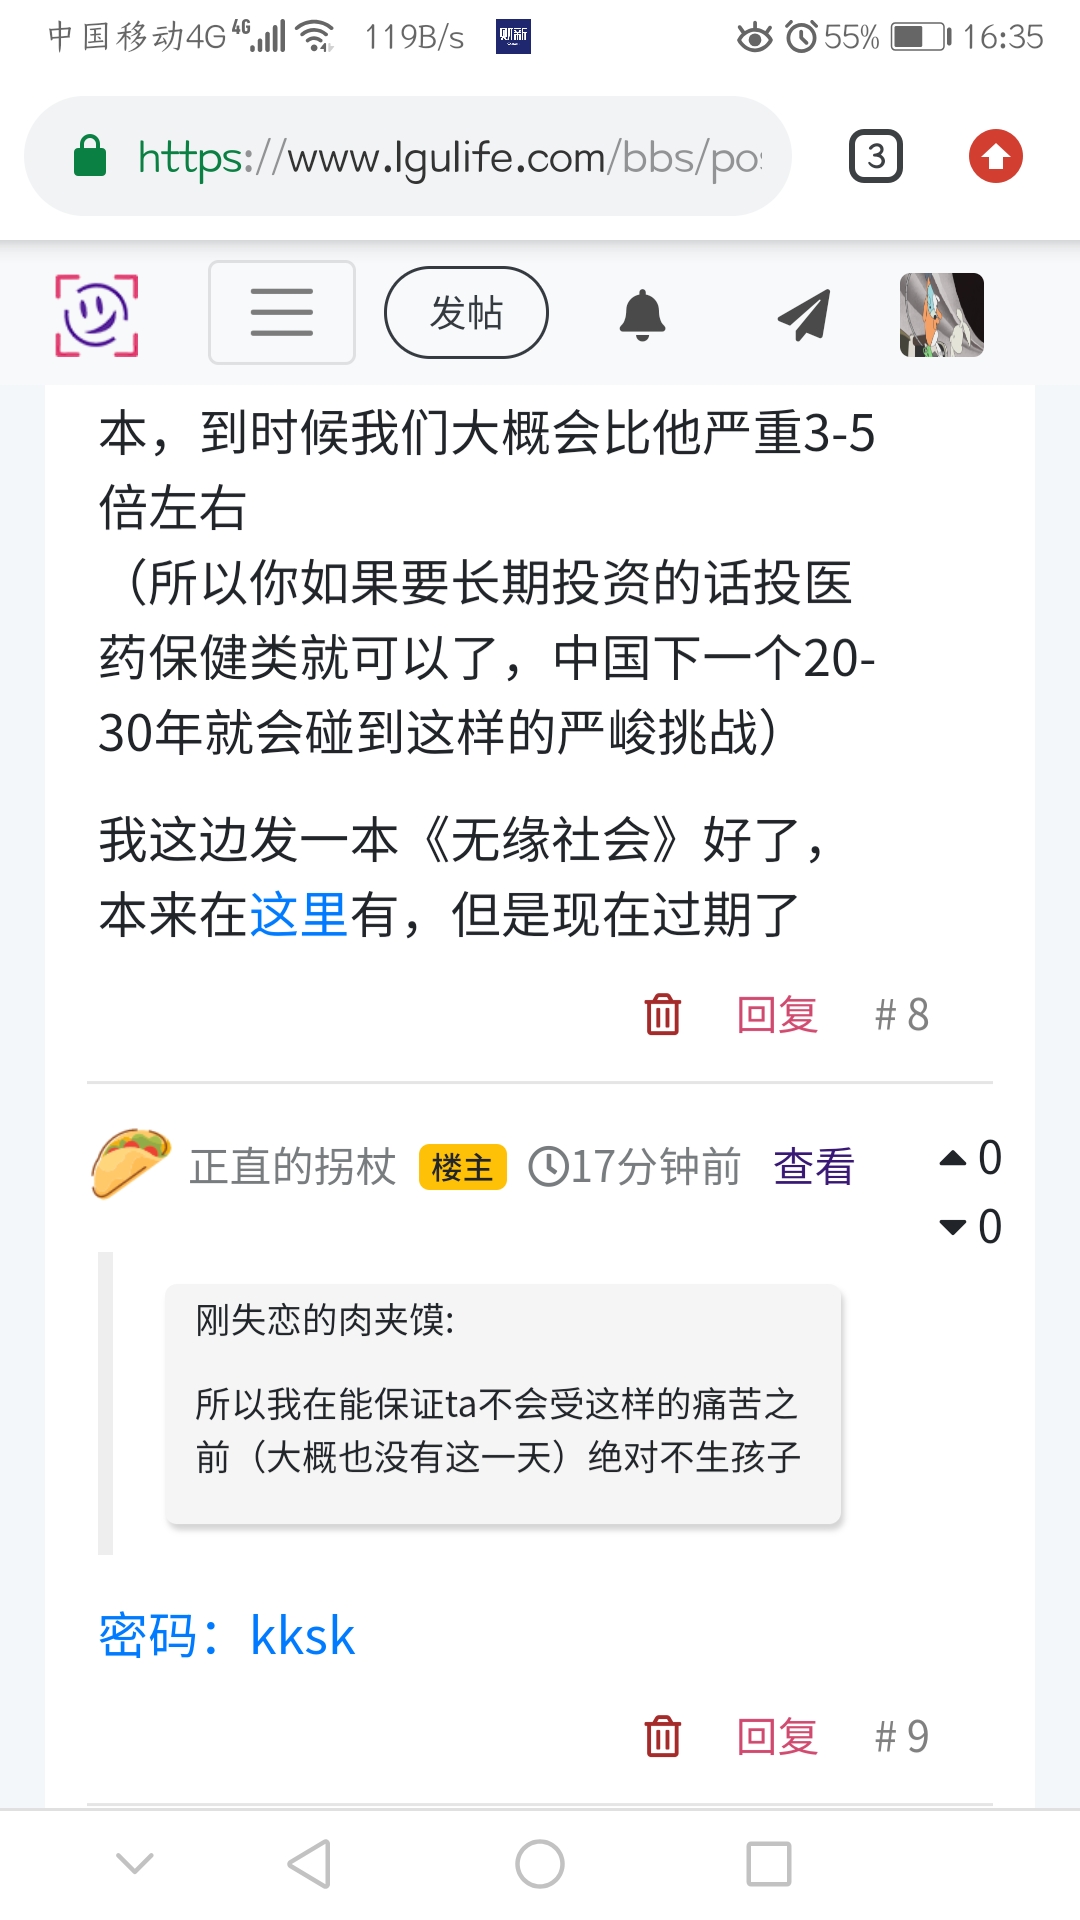 中国移动4G 4G 119B/s 财新 55% 16:35
https://www.lgulife.com/bbs/po 3
发帖
本，到时候我们大概会比他严重3-5
倍左右
（所以你如果要长期投资的话投医
药保健类就可以了，中国下一个20-
30年就会碰到这样的严峻挑战）
我这边发一本《无缘社会》好了，
本来在这里有，但是现在过期了
回复 # 8
正直的拐杖 楼主 17分钟前 查看 0
0
刚失恋的肉夹馍:
所以我在能保证ta不会受这样的痛苦之
前（大概也没有这一天）绝对不生孩子
密码：kksk
回复 # 9